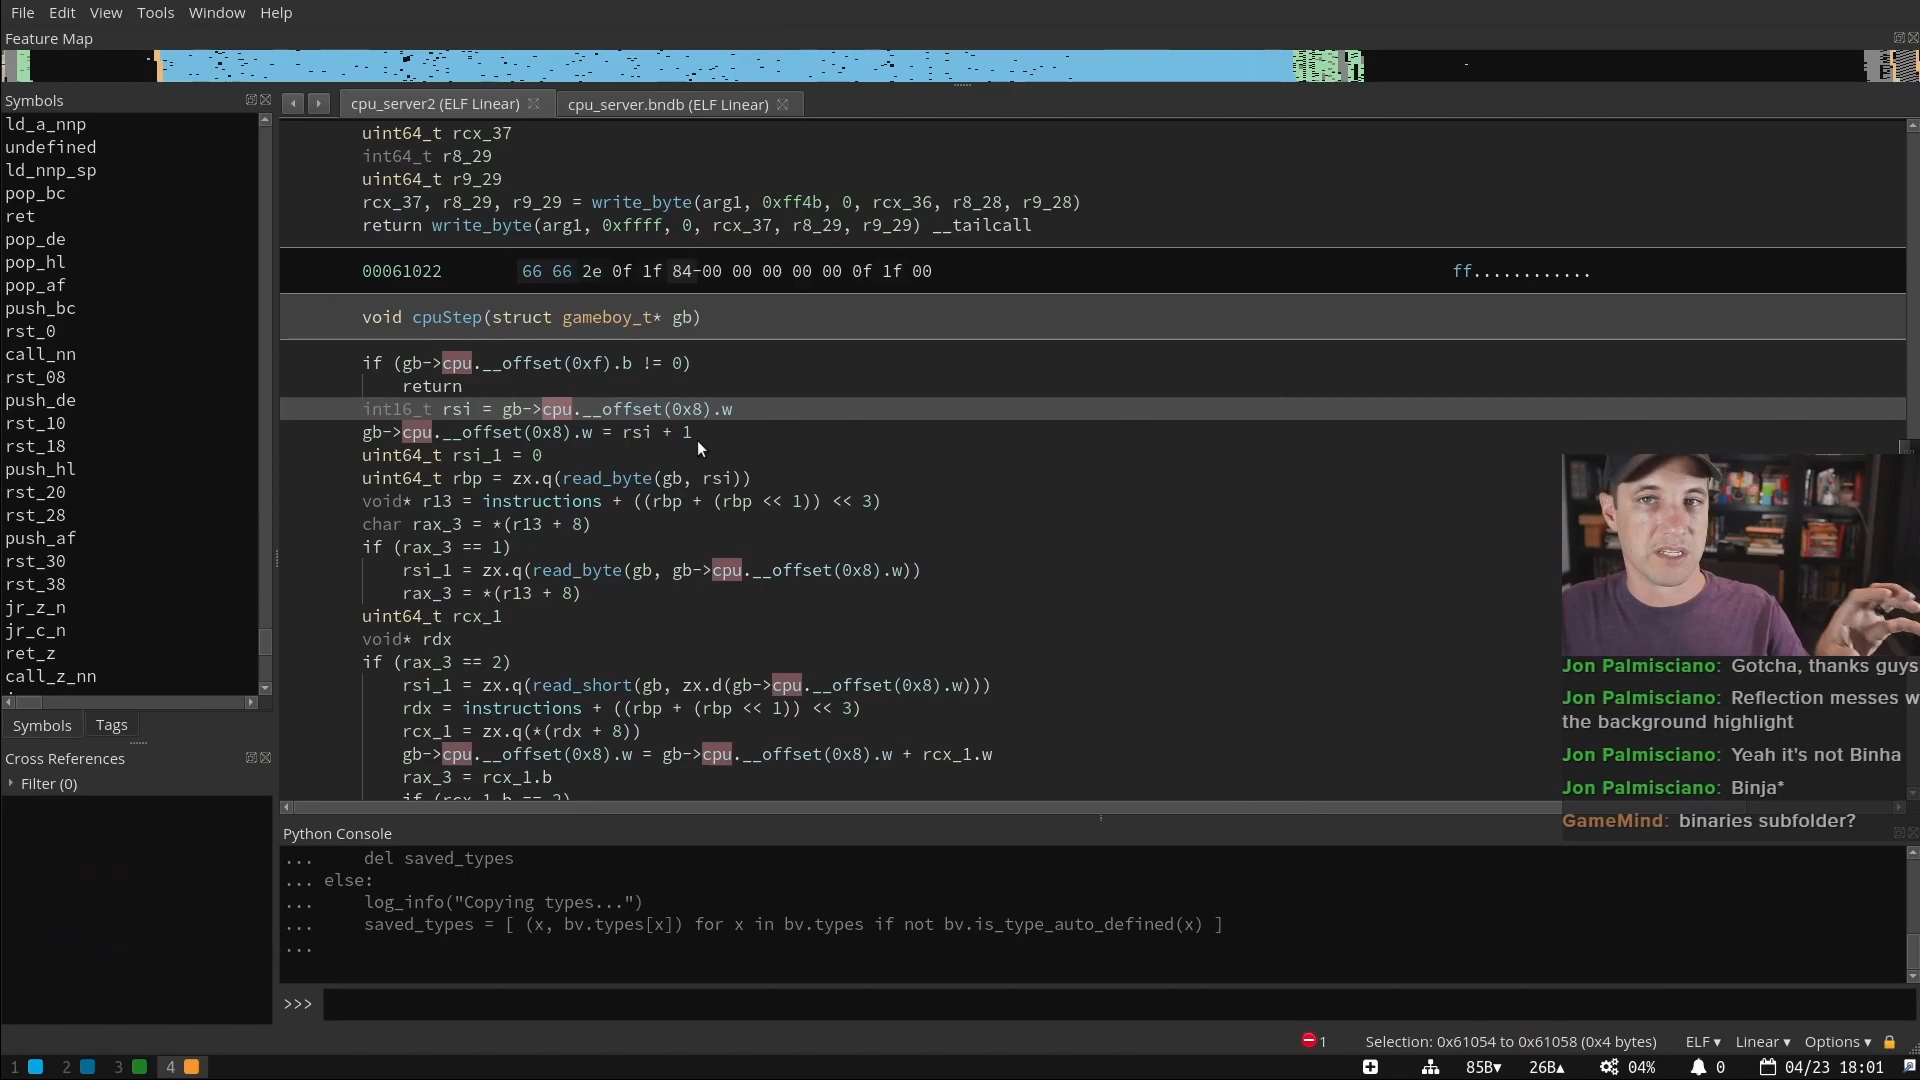 File Edit View Tools Window Help
Feature Map
Symbols
ld_a_nnp
undefined
ld_nnp_sp
pop_bc
ret
pop_de
pop_hl
pop_af
push_bc
rst_0
call_nn
rst_08
push_de
rst_10
rst_18
push_hl
rst_20
rst_28
push_af
rst_30
rst_38
jr_z_n
jr_c_n
ret_z
call_z_nn
Symbols Tags
Cross References
Filter (0)
cpu_server2 (ELF Linear) cpu_server.bndb (ELF Linear)
uint64_t rcx_37
int64_t r8_29
uint64_t r9_29
rcx_37, r8_29, r9_29 = write_byte(arg1, 0xff4b, 0, rcx_36, r8_28, r9_28)
return write_byte(arg1, 0xffff, 0, rcx_37, r8_29, r9_29) __tailcall
00061022 66 66 2e 0f 1f 84-00 00 00 00 00 0f 1f 00 ff............
void cpuStep(struct gameboy_t* gb)
if (gb->cpu.__offset(0xf).b != 0)
return
int16_t rsi = gb->cpu.__offset(0x8).w
gb->cpu.__offset(0x8).w = rsi + 1
uint64_t rsi_1 = 0
uint64_t rbp = zx.q(read_byte(gb, rsi))
void* r13 = instructions + ((rbp + (rbp << 1)) << 3)
char rax_3 = *(r13 + 8)
if (rax_3 == 1)
rsi_1 = zx.q(read_byte(gb, gb->cpu.__offset(0x8).w))
rax_3 = *(r13 + 8)
uint64_t rcx_1
void* rdx
if (rax_3 == 2)
rsi_1 = zx.q(read_short(gb, zx.d(gb->cpu.__offset(0x8).w)))
rdx = instructions + ((rbp + (rbp << 1)) << 3)
rcx_1 = zx.q(*(rdx + 8))
gb->cpu.__offset(0x8).w = gb->cpu.__offset(0x8).w + rcx_1.w
rax_3 = rcx_1.b
if (rcx_1.b == 2)
Jon Palmisciano: Gotcha, thanks guys
Jon Palmisciano: Reflection messes w
the background highlight
Jon Palmisciano: Yeah it's not Binha
Jon Palmisciano: Binja*
GameMind: binaries subfolder?
Python Console
... del saved_types
... else:
... log_info("Copying types...")
... saved_types = [ (x, bv.types[x]) for x in bv.types if not bv.is_type_auto_defined(x) ]
...
>>>
1 Selection: 0x61054 to 0x61058 (0x4 bytes) ELF▾ Linear▾ Options▾
1 2 3 4 85B▾ 26B▴ 04% 0 04/23 18:01